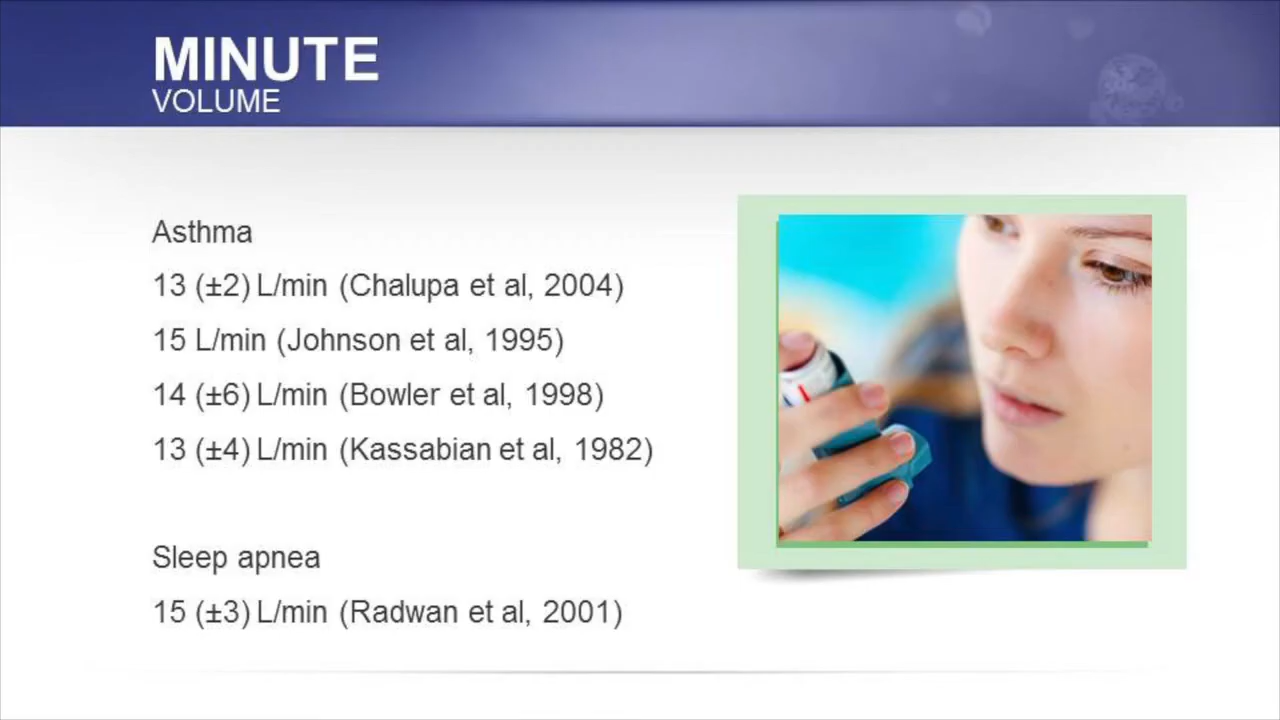 MINUTE
VOLUME
Asthma
13 (±2) L/min (Chalupa et al, 2004)
15 L/min (Johnson et al, 1995)
14 (±6) L/min (Bowler et al, 1998)
13 (±4) L/min (Kassabian et al, 1982)
Sleep apnea
15 (±3) L/min (Radwan et al, 2001)